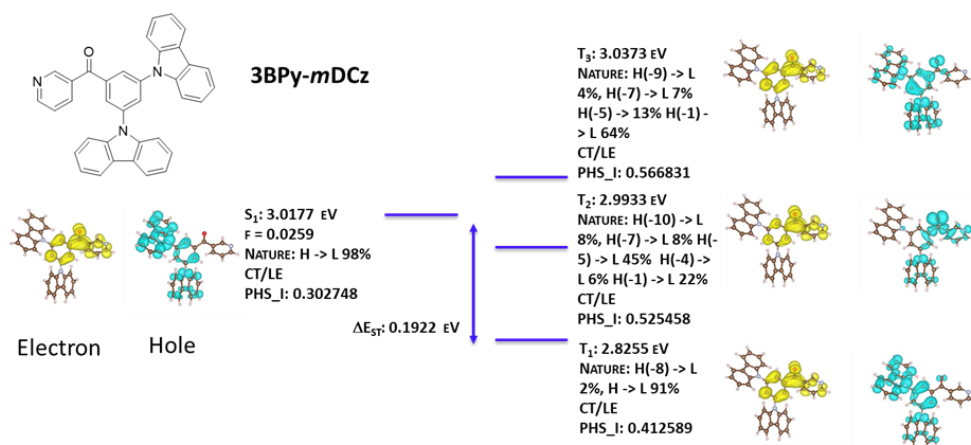 O
N
N
N
3BPy-mDCz
S1: 3.0177 eV
F = 0.0259
NATURE: H -> L 98%
CT/LE
PHS_I: 0.302748
Electron
Hole
ΔEST: 0.1922 eV
T3: 3.0373 eV
NATURE: H(-9) -> L
4%, H(-7) -> L 7%
H(-5) -> 13% H(-1) -
> L 64%
CT/LE
PHS_I: 0.566831
T2: 2.9933 eV
NATURE: H(-10) -> L
8%, H(-7) -> L 8% H(-
5) -> L 45% H(-4) ->
L 6% H(-1) -> L 22%
CT/LE
PHS_I: 0.525458
T1: 2.8255 eV
NATURE: H(-8) -> L
2%, H -> L 91%
CT/LE
PHS_I: 0.412589